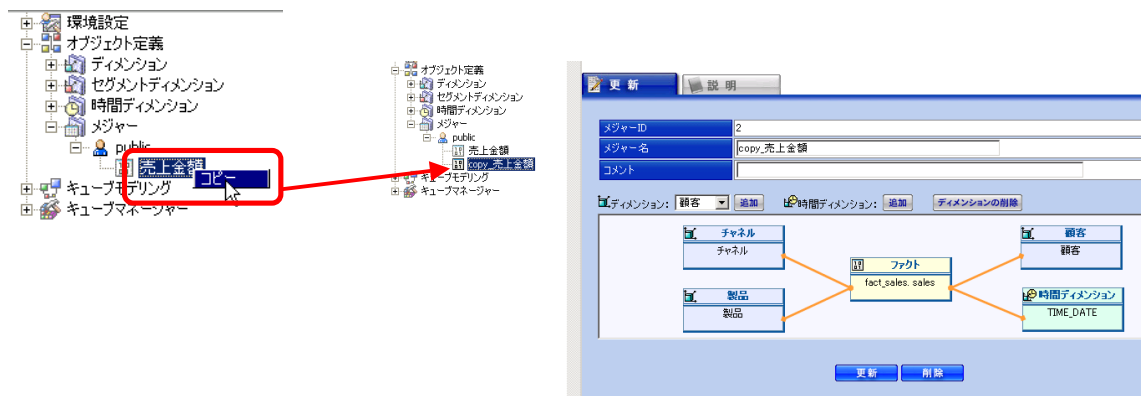 環境設定
オブジェクト定義
ディメンション
セグメントディメンション
時間ディメンション
メジャー
public
売上金額
コピー
キューブモデリング
キューブマネージャー
オブジェクト定義
ディメンション
セグメントディメンション
時間ディメンション
メジャー
public
売上金額
copy_売上金額
キューブモデリング
キューブマネージャー
更 新 説 明
メジャーID 2
メジャー名 copy_売上金額
コメント
ディメンション: 顧客 追加 時間ディメンション: 追加 ディメンションの削除
チャネル
チャネル
顧客
顧客
ファクト
fact_sales. sales
製品
製品
時間ディメンション
TIME_DATE
更 新 削 除